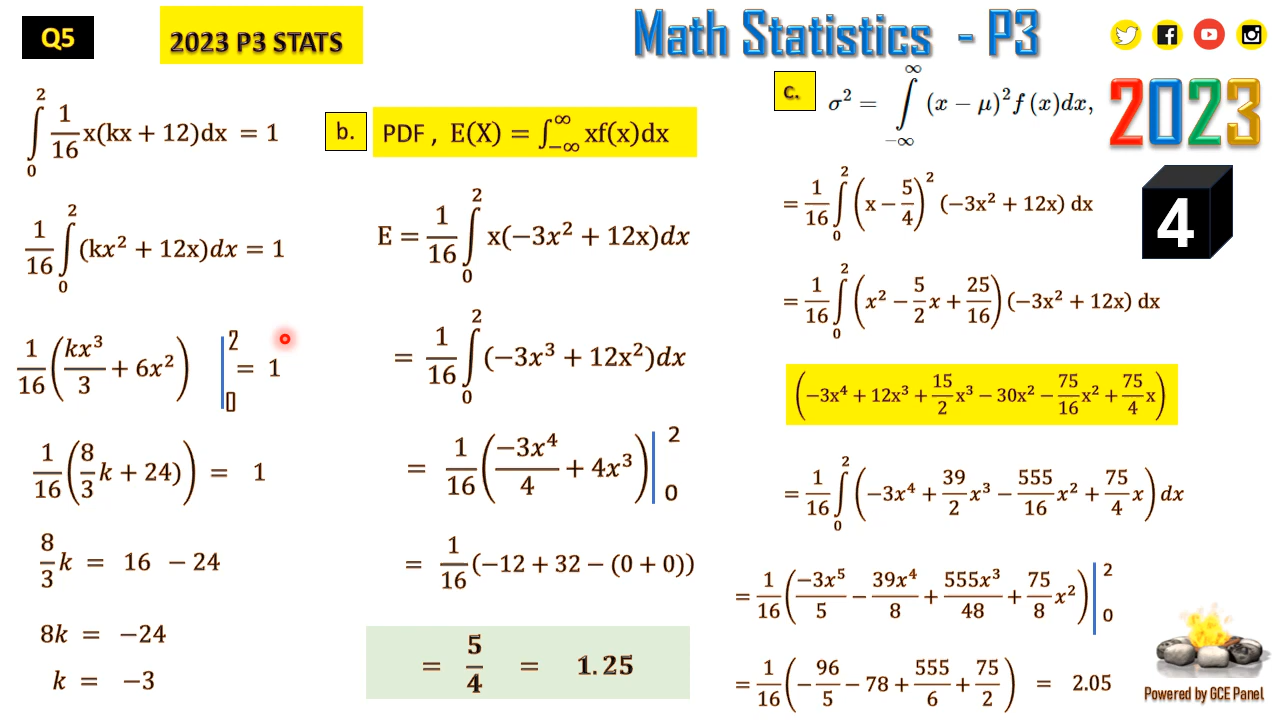 Q5
2023 P3 STATS
Math Statistics - P3
2023
4
∫₀² 1/16 x(kx + 12)dx = 1
1/16 ∫₀² (kx² + 12x)dx = 1
1/16 (kx³/3 + 6x²) |₀² = 1
1/16 (8/3 k + 24)) = 1
8/3 k = 16 − 24
8k = −24
k = −3
b.
PDF , E(X) = ∫₋∞^∞ xf(x)dx
E = 1/16 ∫₀² x(−3x² + 12x)dx
= 1/16 ∫₀² (−3x³ + 12x²)dx
= 1/16 (−3x⁴/4 + 4x³) |₀²
= 1/16 (−12 + 32 − (0 + 0))
= 5/4 = 1.25
c.
σ² = ∫₋∞^∞ (x − μ)² f(x)dx,
= 1/16 ∫₀² (x − 5/4)² (−3x² + 12x) dx
= 1/16 ∫₀² (x² − 5/2 x + 25/16) (−3x² + 12x) dx
(−3x⁴ + 12x³ + 15/2 x³ − 30x² − 75/16 x² + 75/4 x)
= 1/16 ∫₀² (−3x⁴ + 39/2 x³ − 555/16 x² + 75/4 x) dx
= 1/16 (−3x⁵/5 − 39x⁴/8 + 555x³/48 + 75/8 x²) |₀²
= 1/16 (− 96/5 − 78 + 555/6 + 75/2) = 2.05
Powered by GCE Panel